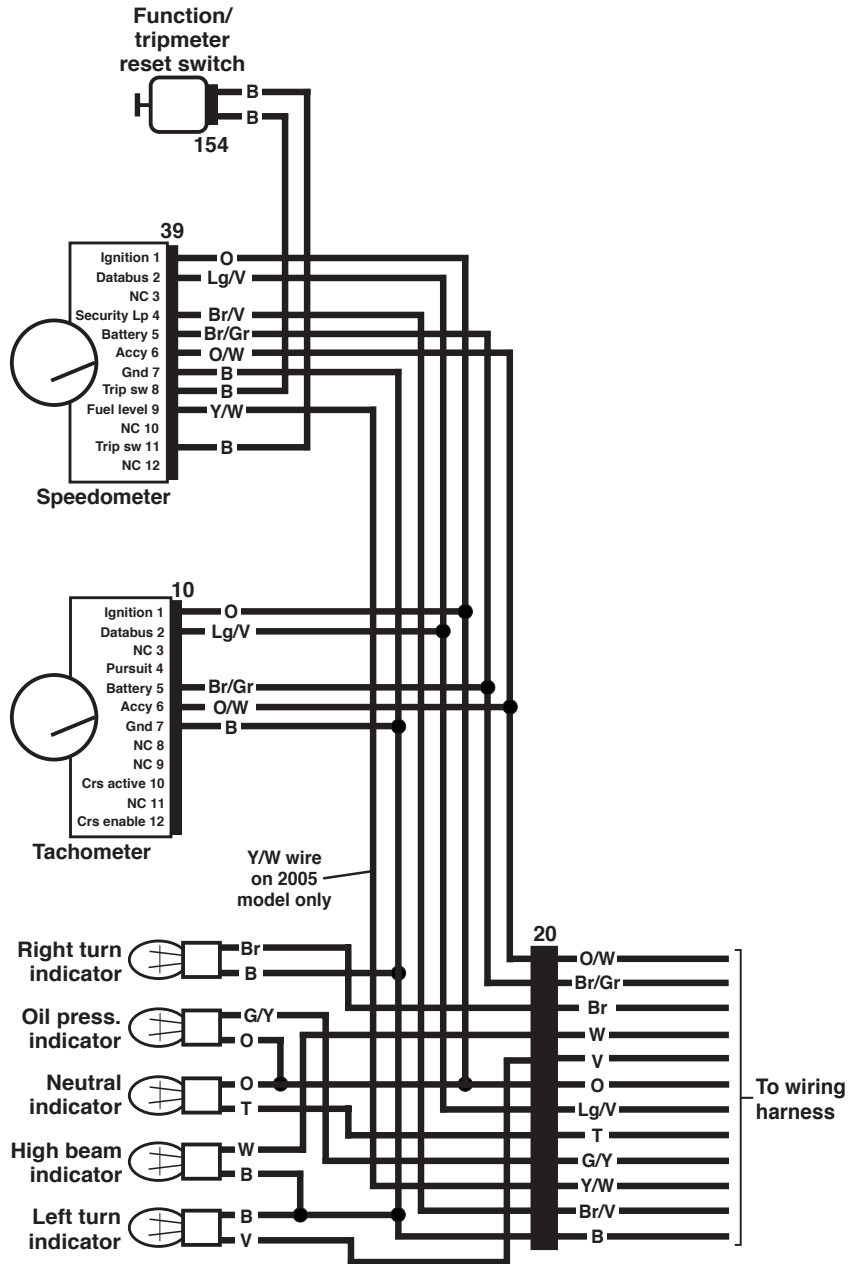 Function/
tripmeter
reset switch
B
B
154
39
Ignition 1 O
Databus 2 Lg/V
NC 3
Security Lp 4 Br/V
Battery 5 Br/Gr
Accy 6 O/W
Gnd 7 B
Trip sw 8 B
Fuel level 9 Y/W
NC 10
Trip sw 11 B
NC 12
Speedometer
10
Ignition 1 O
Databus 2 Lg/V
NC 3
Pursuit 4
Battery 5 Br/Gr
Accy 6 O/W
Gnd 7 B
NC 8
NC 9
Crs active 10
NC 11
Crs enable 12
Tachometer
Y/W wire
on 2005
model only
Right turn
indicator
Br
B
Oil press.
indicator
G/Y
O
Neutral
indicator
O
T
High beam
indicator
W
B
Left turn
indicator
B
V
20
O/W
Br/Gr
Br
W
V
O
Lg/V
T
G/Y
Y/W
Br/V
B
To wiring
harness